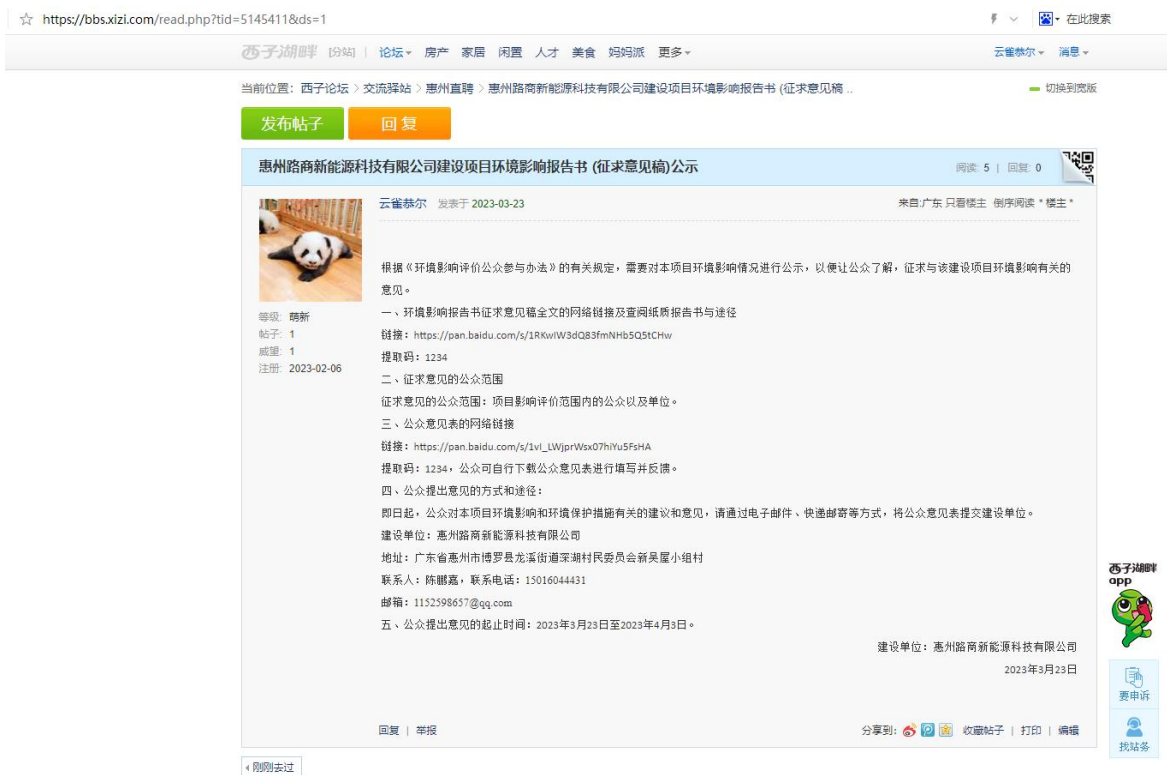 https://bbs.xizi.com/read.php?tid=5145411&ds=1
在此搜索
西子湖畔 [分站] | 论坛 房产 家居 闲置 人才 美食 妈妈派 更多
云雀恭尔 消息
当前位置: 西子论坛 > 交流驿站 > 惠州直聘 > 惠州路商新能源科技有限公司建设项目环境影响报告书 (征求意见稿 ..
切换到宽版
发布帖子 回复
惠州路商新能源科技有限公司建设项目环境影响报告书 (征求意见稿)公示
阅读: 5 | 回复: 0
云雀恭尔 发表于 2023-03-23
来自:广东 只看楼主 倒序阅读 * 楼主 *
等级: 萌新
帖子: 1
威望: 1
注册: 2023-02-06
根据《环境影响评价公众参与办法》的有关规定，需要对本项目环境影响情况进行公示，以便让公众了解，征求与该建设项目环境影响有关的
意见。
一、环境影响报告书征求意见稿全文的网络链接及查阅纸质报告书与途径
链接：https://pan.baidu.com/s/1RKwIW3dQ83fmNHb5Q5tCHw
提取码：1234
二、征求意见的公众范围
征求意见的公众范围：项目影响评价范围内的公众以及单位。
三、公众意见表的网络链接
链接：https://pan.baidu.com/s/1vI_LWjprWsx07hiYu5FsHA
提取码：1234，公众可自行下载公众意见表进行填写并反馈。
四、公众提出意见的方式和途径：
即日起，公众对本项目环境影响和环境保护措施有关的建议和意见，请通过电子邮件、快递邮寄等方式，将公众意见表提交建设单位。
建设单位：惠州路商新能源科技有限公司
地址：广东省惠州市博罗县龙溪街道深湖村民委员会新吴屋小组村
联系人：陈鹏嘉，联系电话：15016044431
邮箱：1152598657@qq.com
五、公众提出意见的起止时间：2023年3月23日至2023年4月3日。
建设单位：惠州路商新能源科技有限公司
2023年3月23日
回复 | 举报
分享到: 收藏帖子 | 打印 | 编辑
刚刚去过
西子湖畔
app
要申诉
找站务